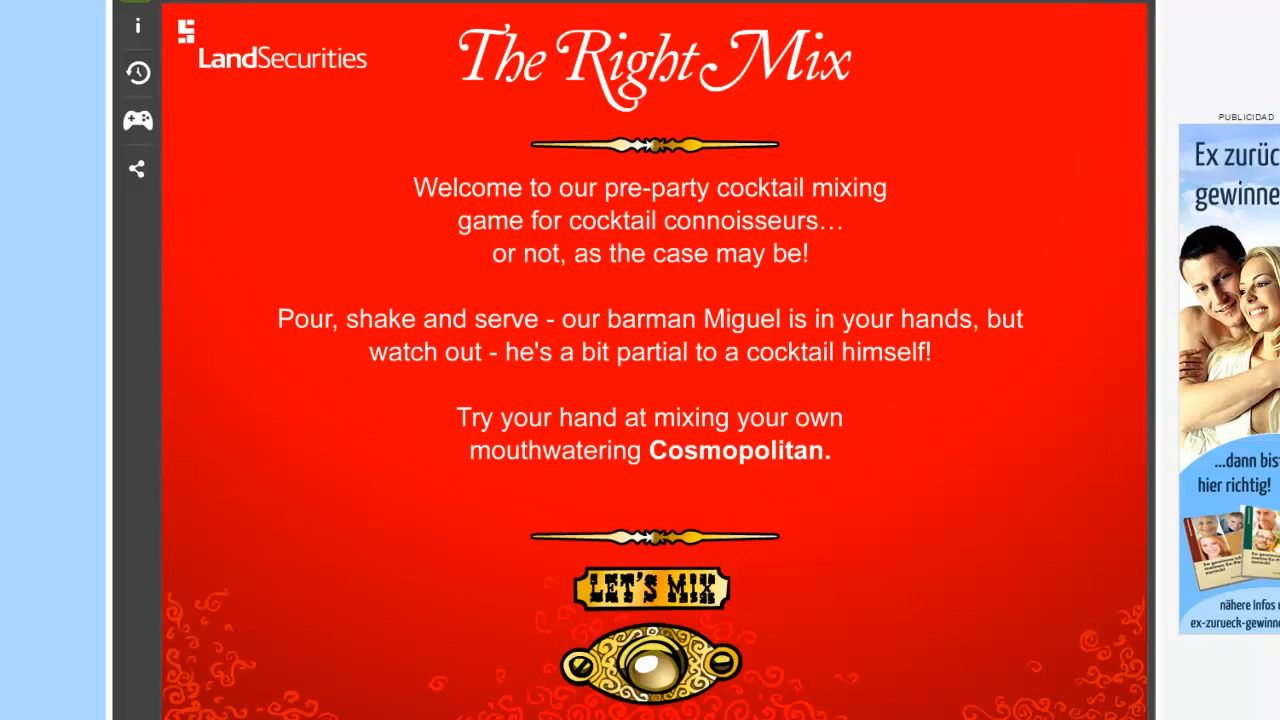 LandSecurities
The Right Mix
Welcome to our pre-party cocktail mixing
game for cocktail connoisseurs…
or not, as the case may be!
Pour, shake and serve - our barman Miguel is in your hands, but
watch out - he's a bit partial to a cocktail himself!
Try your hand at mixing your own
mouthwatering Cosmopolitan.
LET'S MIX
PUBLICIDAD
Ex zurüc
gewinne
...dann bis
hier richtig!
nähere Infos
ex-zurueck-gewinne